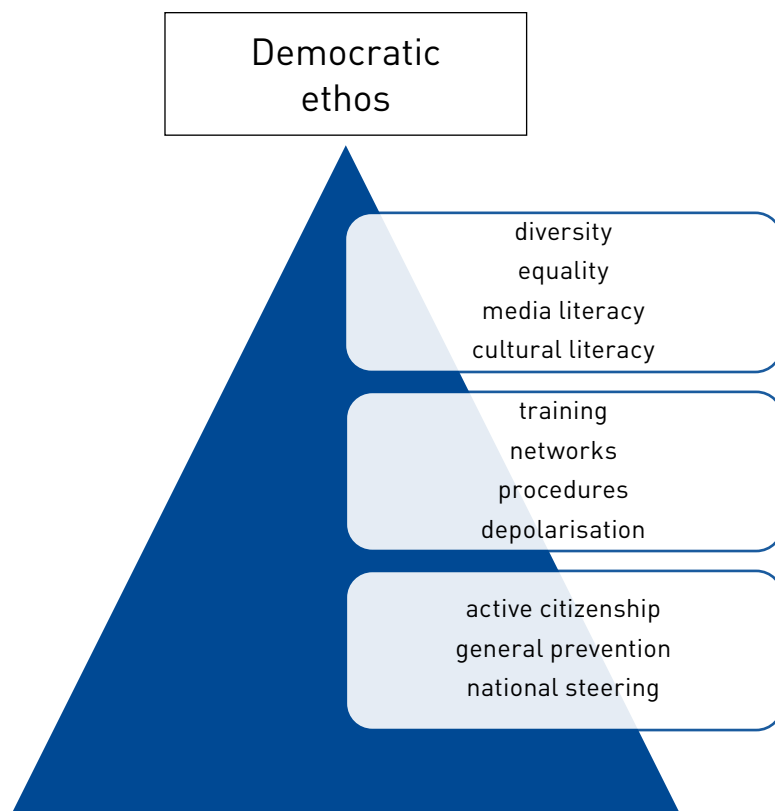 Democratic
ethos
diversity
equality
media literacy
cultural literacy
training
networks
procedures
depolarisation
active citizenship
general prevention
national steering